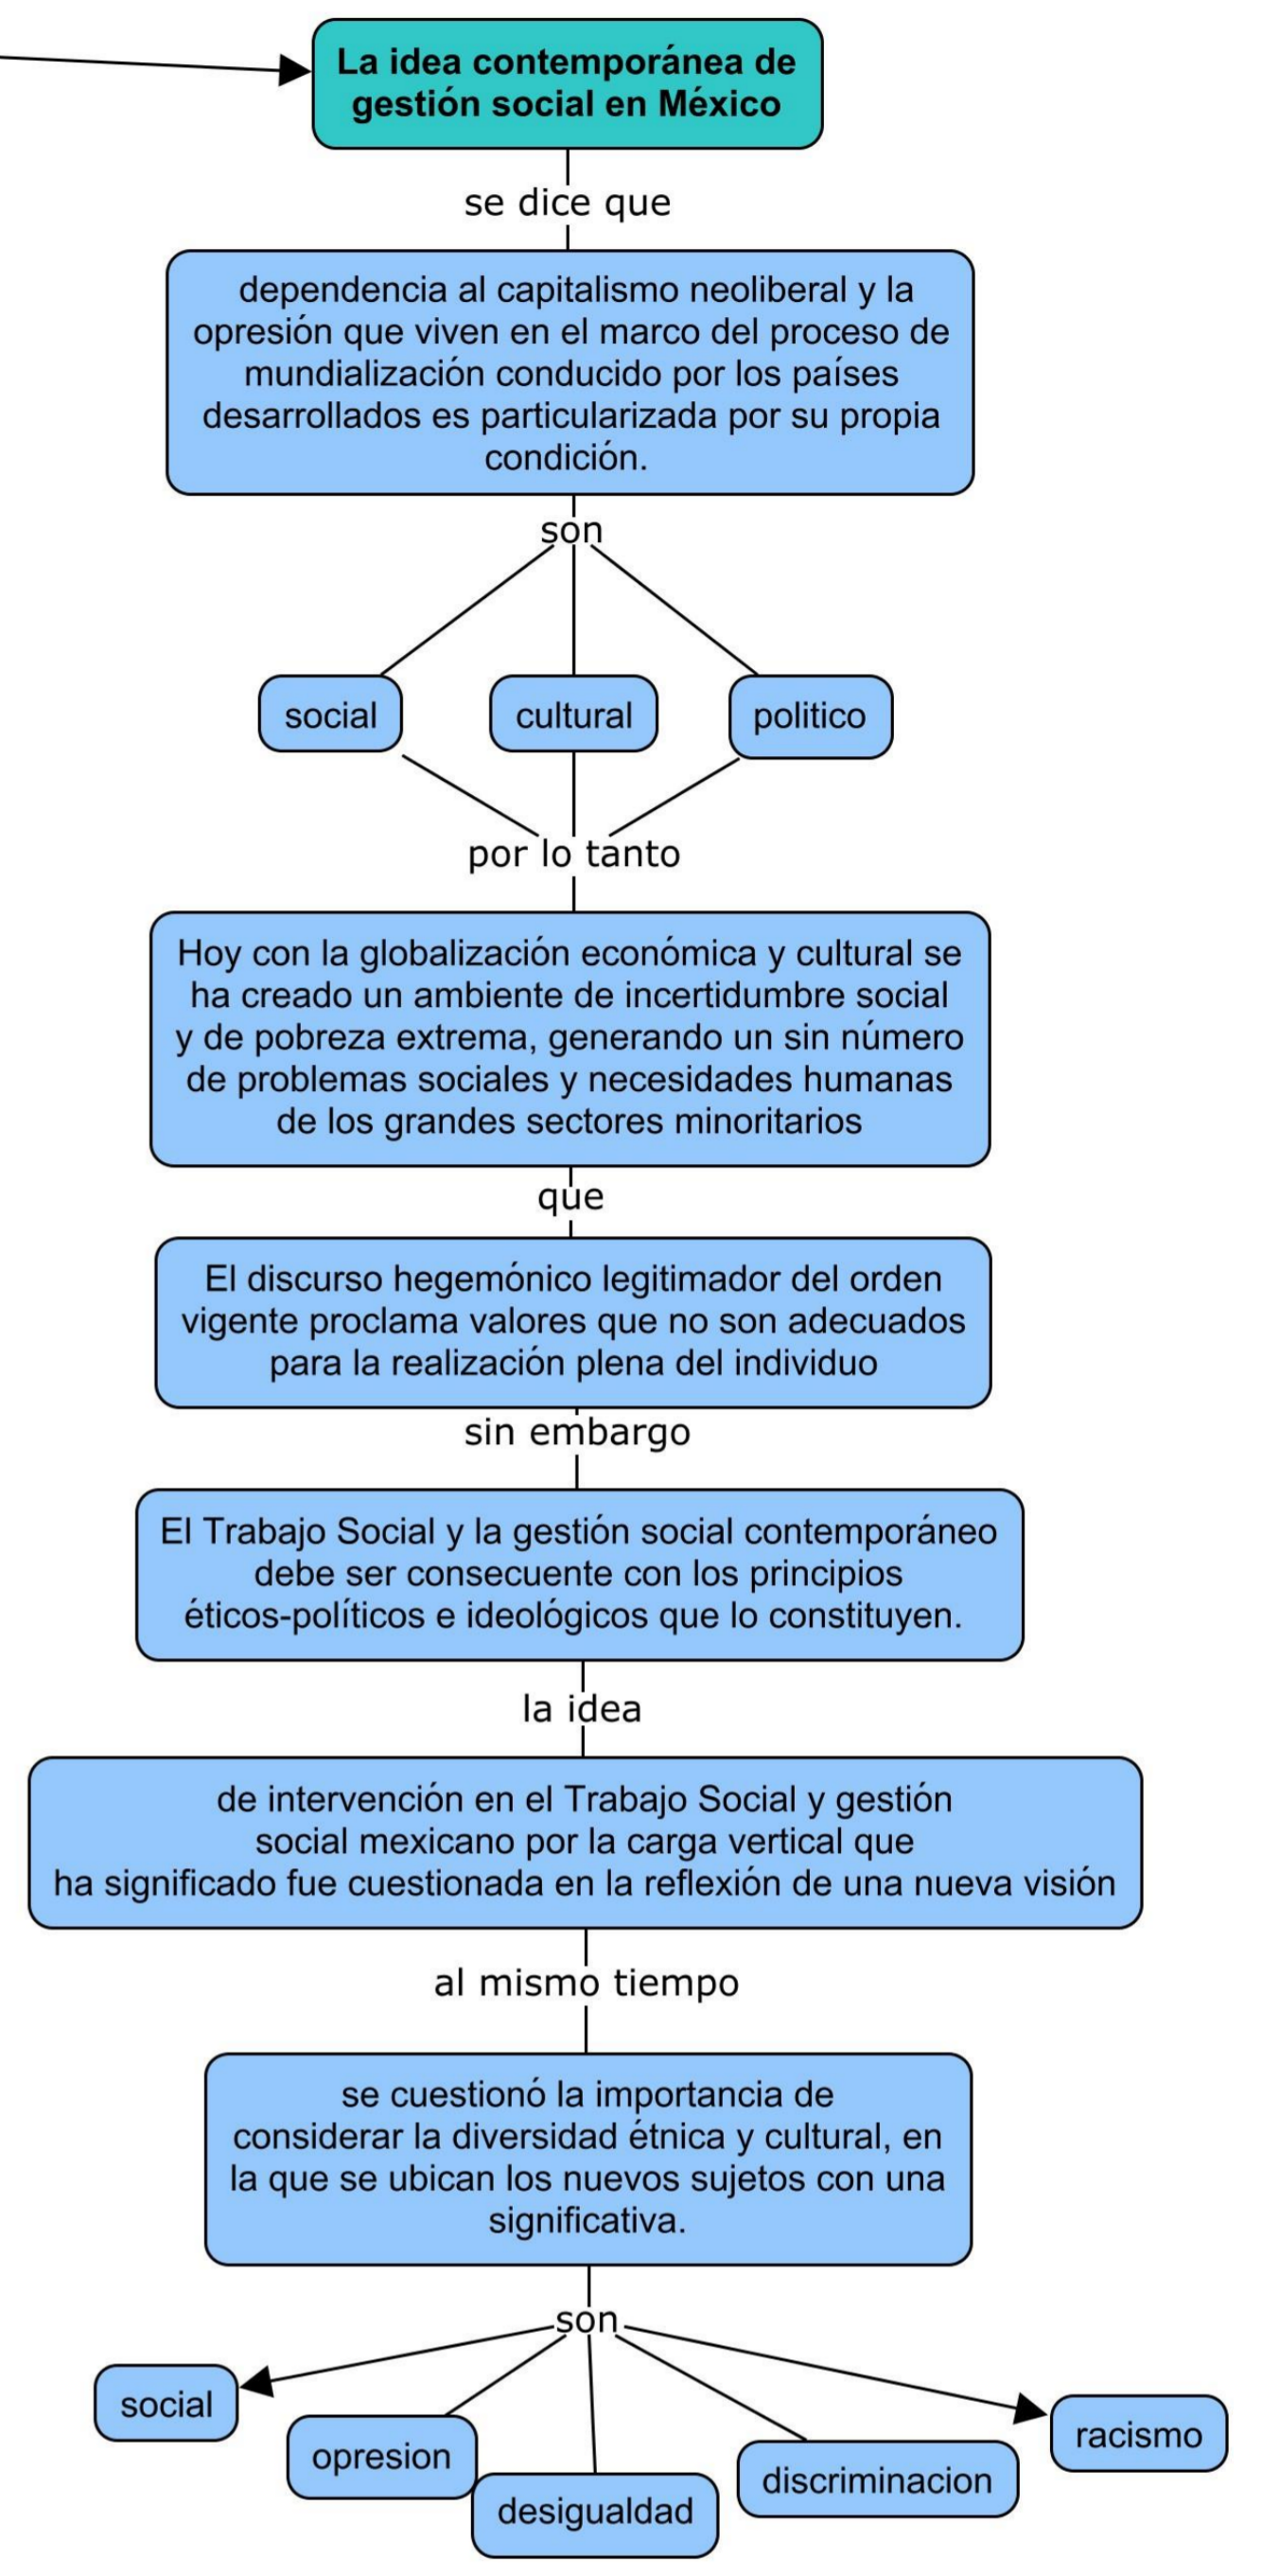 La idea contemporánea de
gestión social en México
se dice que
dependencia al capitalismo neoliberal y la
opresión que viven en el marco del proceso de
mundialización conducido por los países
desarrollados es particularizada por su propia
condición.
son
social
cultural
politico
por lo tanto
Hoy con la globalización económica y cultural se
ha creado un ambiente de incertidumbre social
y de pobreza extrema, generando un sin número
de problemas sociales y necesidades humanas
de los grandes sectores minoritarios
que
El discurso hegemónico legitimador del orden
vigente proclama valores que no son adecuados
para la realización plena del individuo
sin embargo
El Trabajo Social y la gestión social contemporáneo
debe ser consecuente con los principios
éticos-políticos e ideológicos que lo constituyen.
la idea
de intervención en el Trabajo Social y gestión
social mexicano por la carga vertical que
ha significado fue cuestionada en la reflexión de una nueva visión
al mismo tiempo
se cuestionó la importancia de
considerar la diversidad étnica y cultural, en
la que se ubican los nuevos sujetos con una
significativa.
son
social
opresion
desigualdad
discriminacion
racismo